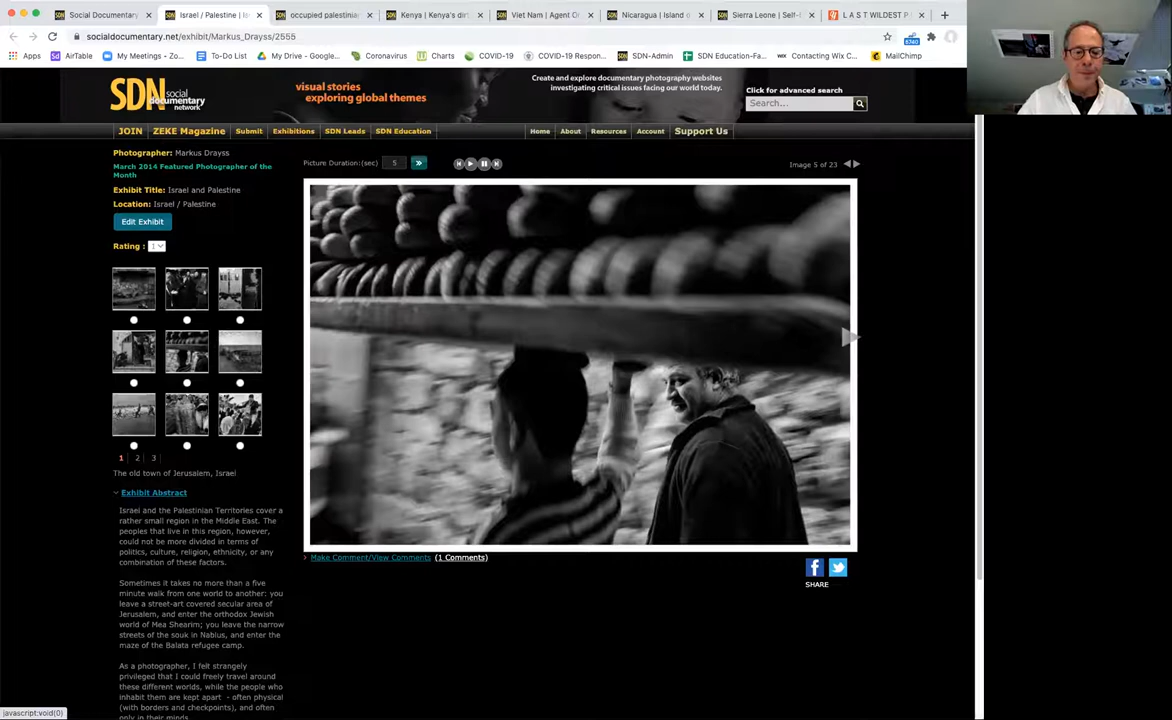 Social Documentary
Israel / Palestine | Is
occupied palestinia
Kenya | Kenya's dirt
Viet Nam | Agent Or
Nicaragua | Island o
Sierra Leone | Self-I
L A S T WILDEST P
socialdocumentary.net/exhibit/Markus_Drayss/2555
Apps
AirTable
My Meetings - Zo...
To-Do List
My Drive - Google...
Coronavirus
Charts
COVID-19
COVID-19 Respon...
SDN-Admin
SDN Education-Fa...
Contacting Wix C...
MailChimp
SDN social documentary network
visual stories
exploring global themes
Create and explore documentary photography websites
investigating critical issues facing our world today.
Click for advanced search
Search...
JOIN ZEKE Magazine Submit Exhibitions SDN Leads SDN Education Home About Resources Account Support Us
Photographer: Markus Drayss
March 2014 Featured Photographer of the
Month
Exhibit Title: Israel and Palestine
Location: Israel / Palestine
Edit Exhibit
Rating : 1
Picture Duration:(sec) 5
Image 5 of 23
1 2 3
The old town of Jerusalem, Israel
Exhibit Abstract
Israel and the Palestinian Territories cover a
rather small region in the Middle East. The
peoples that live in this region, however,
could not be more divided in terms of
politics, culture, religion, ethnicity, or any
combination of these factors.
Sometimes it takes no more than a five
minute walk from one world to another: you
leave a street-art covered secular area of
Jerusalem, and enter the orthodox Jewish
world of Mea Shearim; you leave the narrow
streets of the souk in Nablus, and enter the
maze of the Balata refugee camp.
As a photographer, I felt strangely
privileged that I could freely travel around
these different worlds, while the people who
inhabit them are kept apart - often physical
(with borders and checkpoints), and often
only in their minds.
Make Comment/View Comments (1 Comments)
SHARE
javascript:void(0)